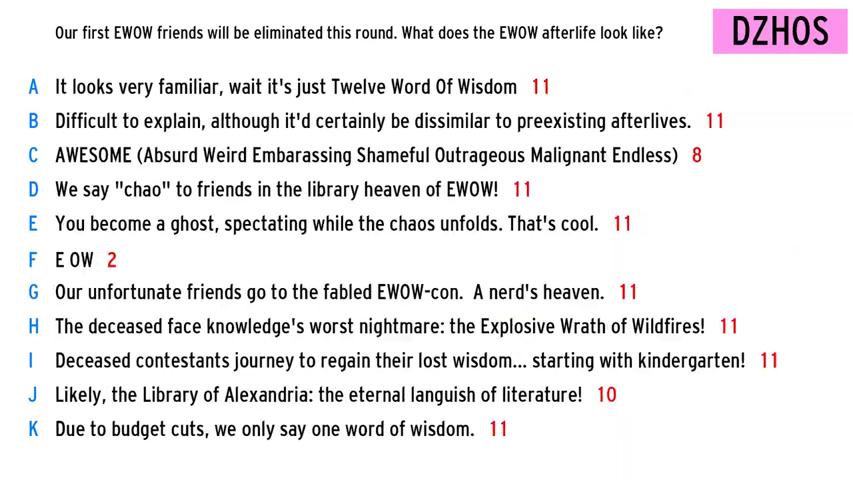 Our first EWOW friends will be eliminated this round. What does the EWOW afterlife look like?
DZHOS
A It looks very familiar, wait it's just Twelve Word Of Wisdom 11
B Difficult to explain, although it'd certainly be dissimilar to preexisting afterlives. 11
C AWESOME (Absurd Weird Embarassing Shameful Outrageous Malignant Endless) 8
D We say "chao" to friends in the library heaven of EWOW! 11
E You become a ghost, spectating while the chaos unfolds. That's cool. 11
F E OW 2
G Our unfortunate friends go to the fabled EWOW-con. A nerd's heaven. 11
H The deceased face knowledge's worst nightmare: the Explosive Wrath of Wildfires! 11
I Deceased contestants journey to regain their lost wisdom... starting with kindergarten! 11
J Likely, the Library of Alexandria: the eternal languish of literature! 10
K Due to budget cuts, we only say one word of wisdom. 11